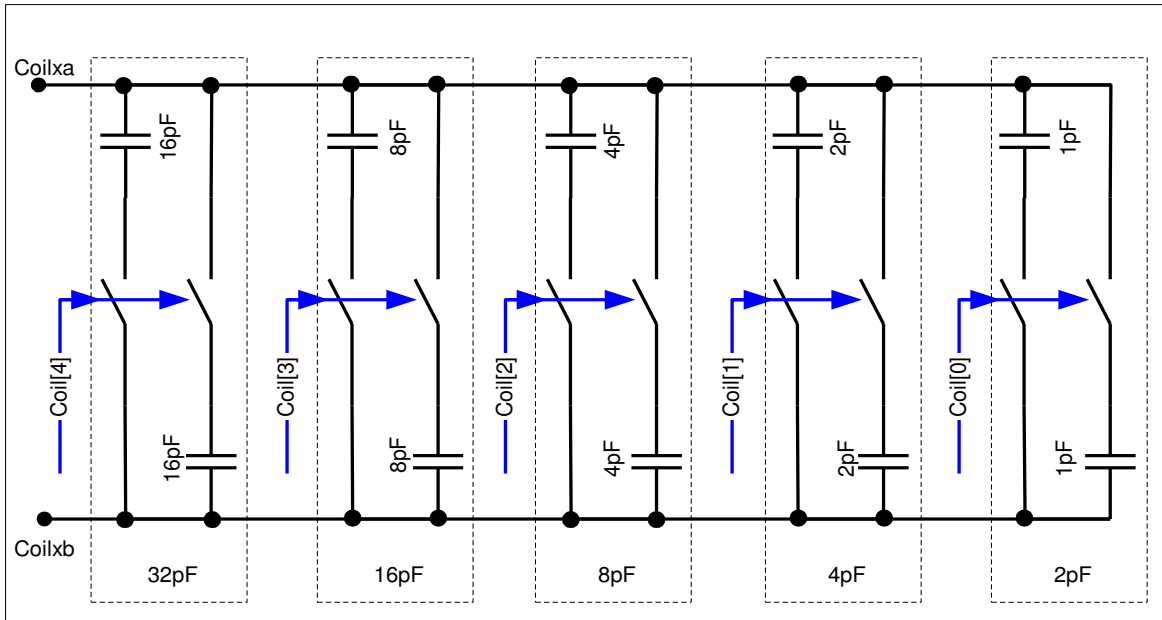 Coilxa
16pF
8pF
4pF
2pF
1pF
Coil[4]
Coil[3]
Coil[2]
Coil[1]
Coil[0]
16pF
8pF
4pF
2pF
1pF
Coilxb
32pF
16pF
8pF
4pF
2pF